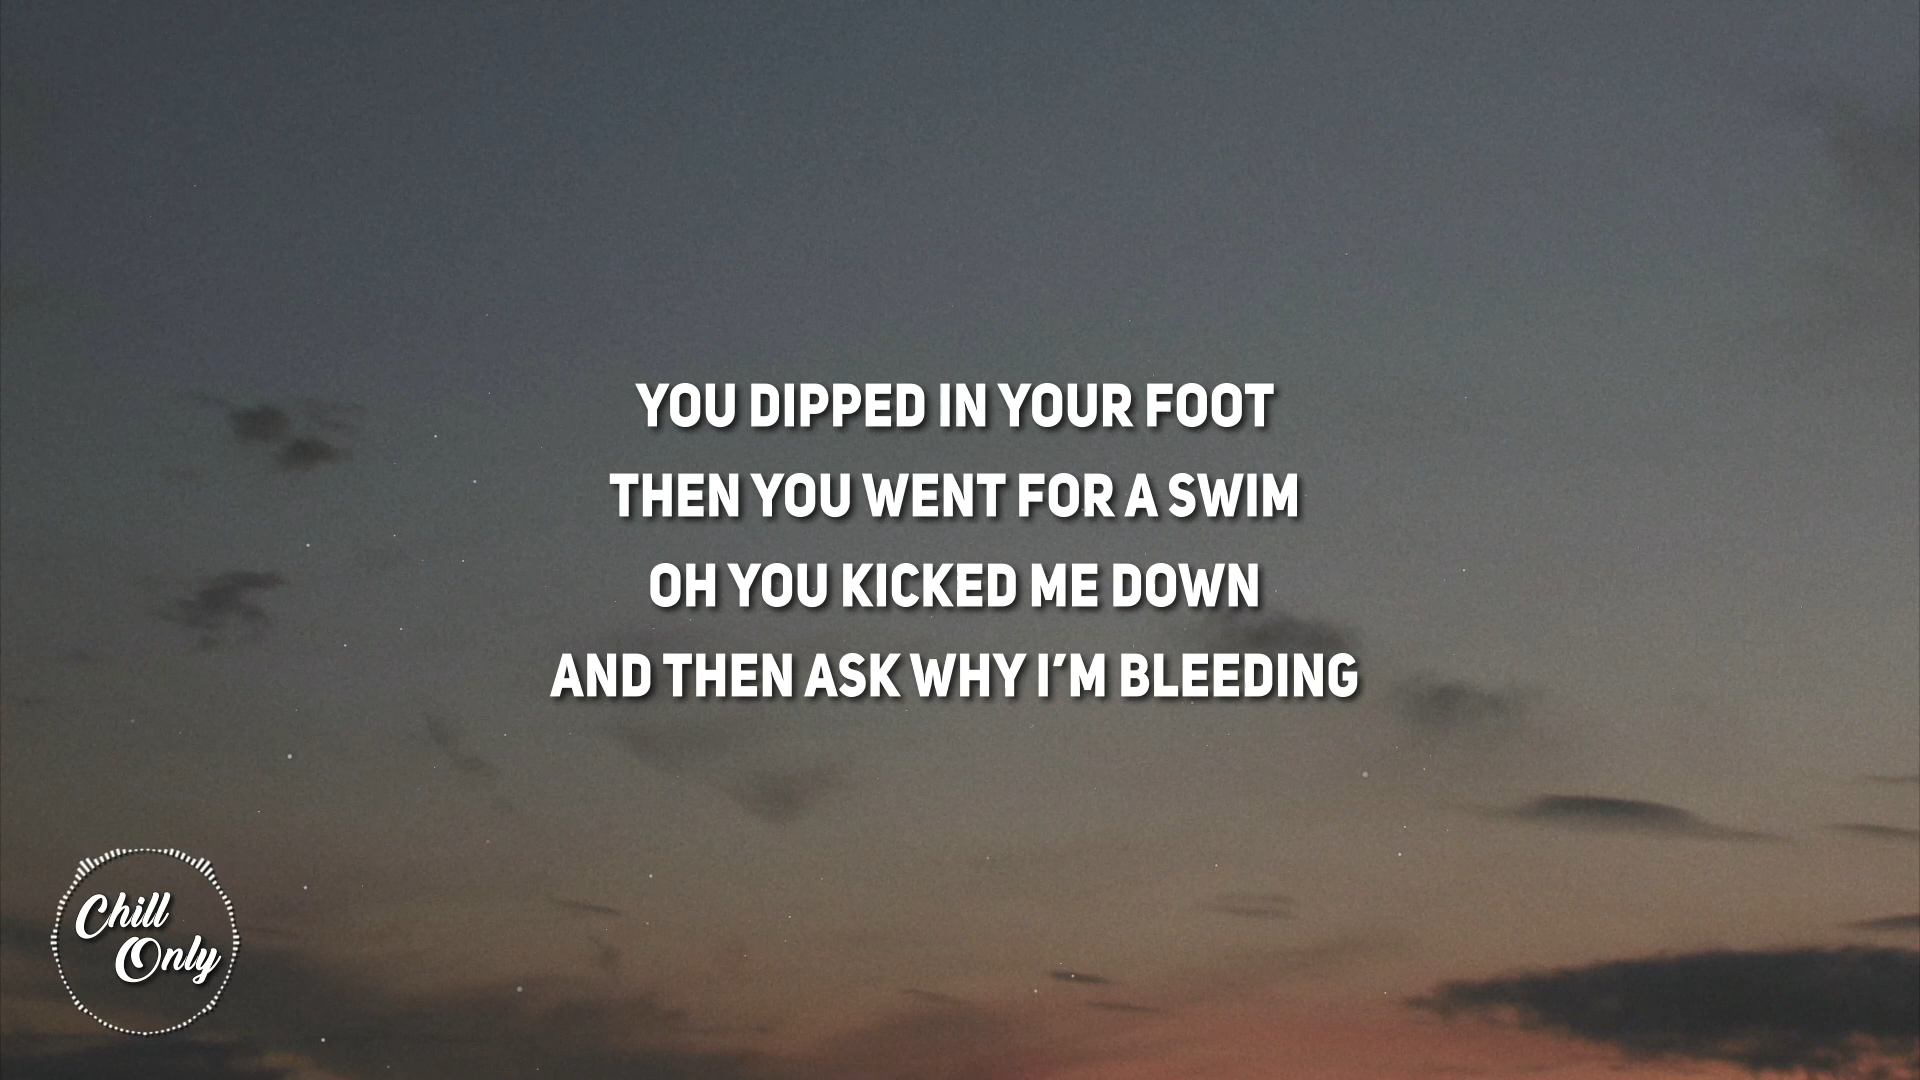 YOU DIPPED IN YOUR FOOT
THEN YOU WENT FOR A SWIM
OH YOU KICKED ME DOWN
AND THEN ASK WHY I’M BLEEDING
Chill
Only